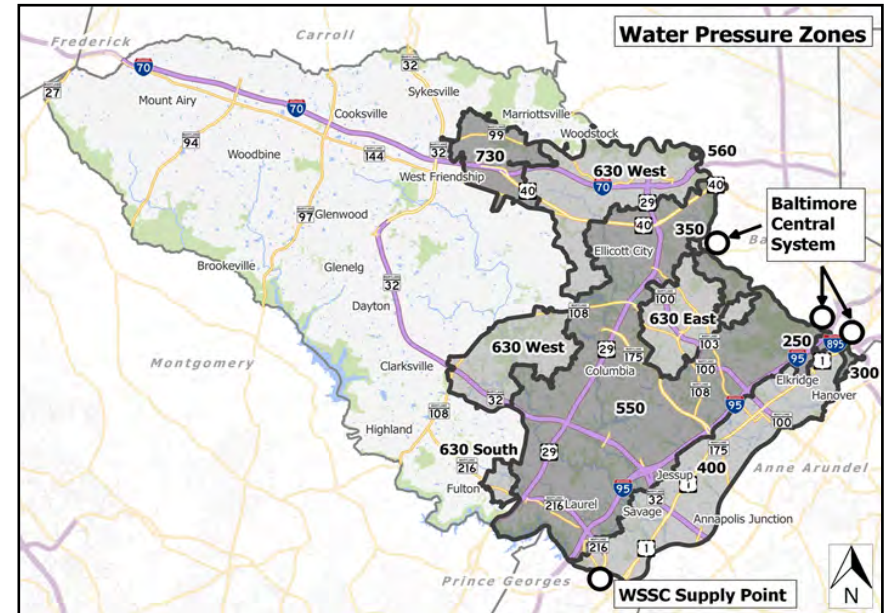 Water Pressure Zones
Frederick
Carroll
32
70
27
Mount Airy
70
Sykesville
Cooksville
Marriottsville
99
Woodstock
94
144
32
730
560
Woodbine
630 West
West Friendship
70
40
29
40
Baltimore
Central
System
97
Glenwood
40
350
Ba
Ellicott City
Brookeville
Glenelg
32
100
Dayton
108
630 East
630 West
29
175
103
250
895
95
1
300
Clarksville
Columbia
100
Elkridge
Montgomery
32
108
Hanover
95
108
550
100
Highland
630 South
29
175
Anne Arundel
216
400
Jessup
1
Fulton
95
32
216
Laurel
Savage
Annapolis Junction
216
1
Prince Georges
WSSC Supply Point
N